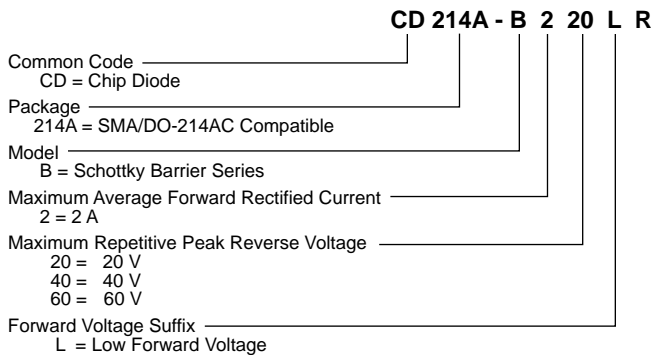 CD 214A - B 2 20 L R
Common Code
CD = Chip Diode
Package
214A = SMA/DO-214AC Compatible
Model
B = Schottky Barrier Series
Maximum Average Forward Rectified Current
2 = 2 A
Maximum Repetitive Peak Reverse Voltage
20 = 20 V
40 = 40 V
60 = 60 V
Forward Voltage Suffix
L = Low Forward Voltage